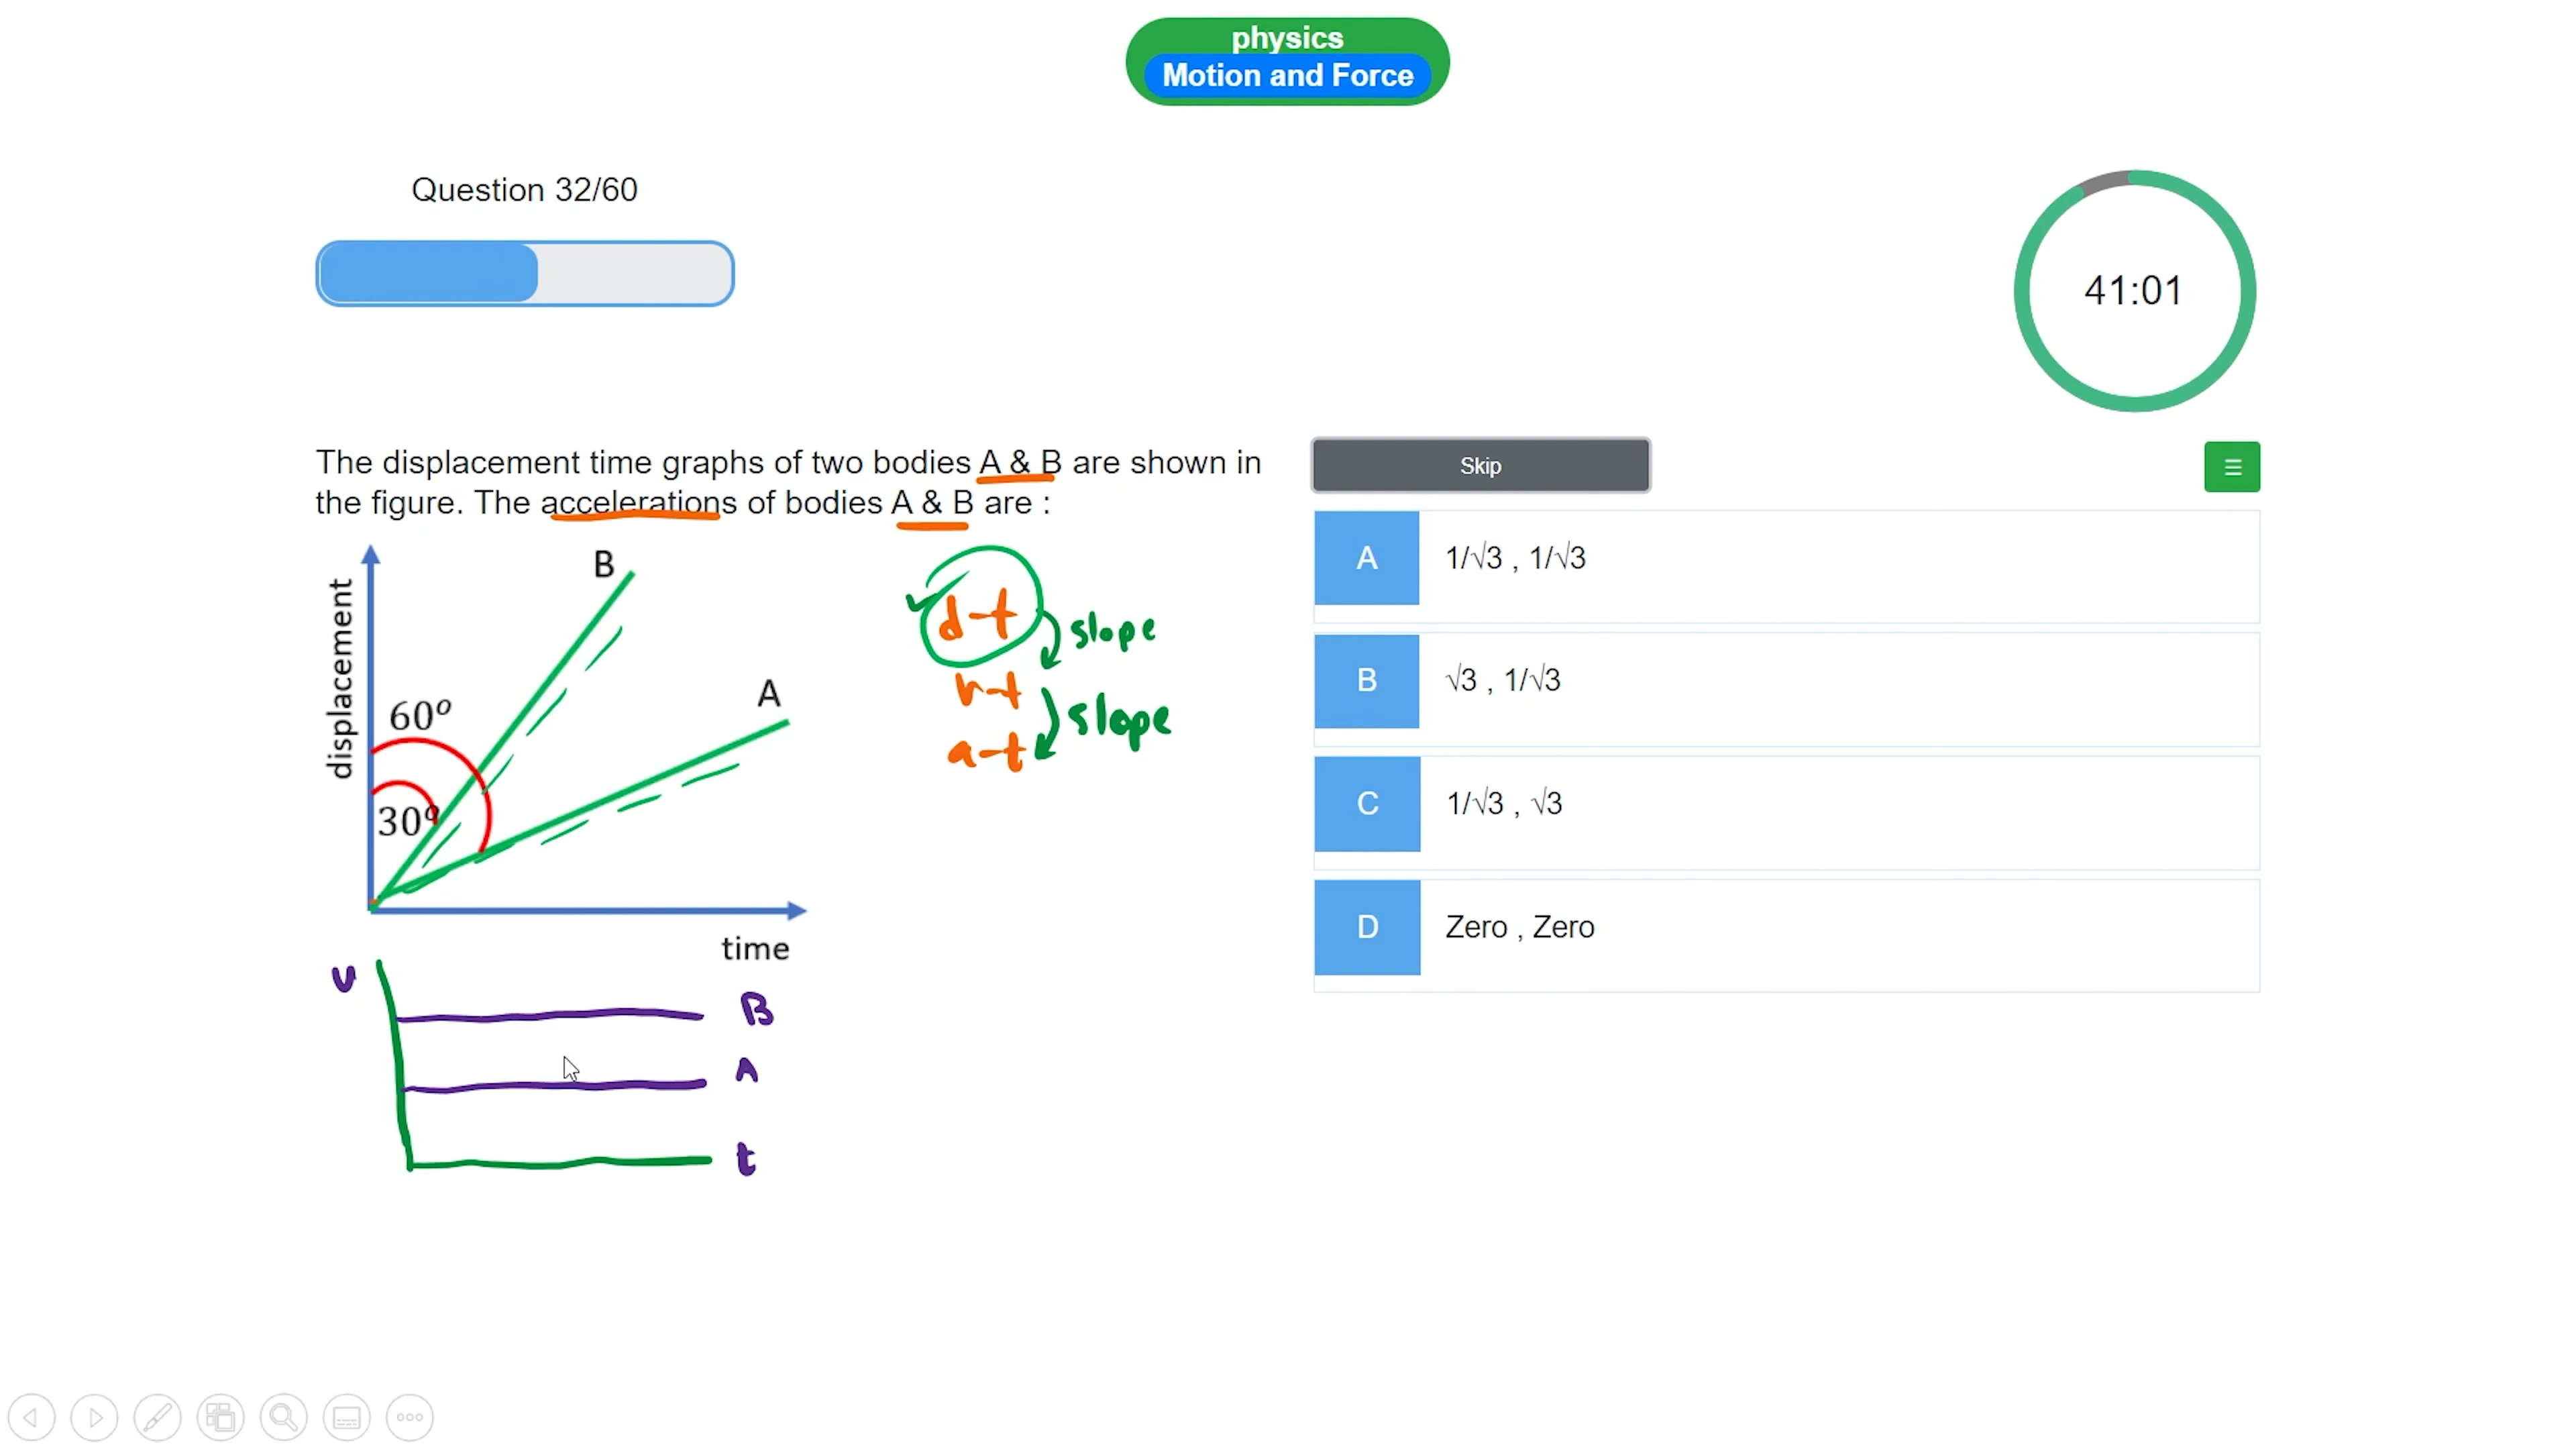 physics
Motion and Force
Question 32/60
41:01
The displacement time graphs of two bodies A & B are shown in
the figure. The accelerations of bodies A & B are :
Skip
A 1/√3 , 1/√3
B √3 , 1/√3
C 1/√3 , √3
D Zero , Zero
displacement
B
A
60º
30º
time
d-t
slope
v-t
slope
a-t
v
B
A
t